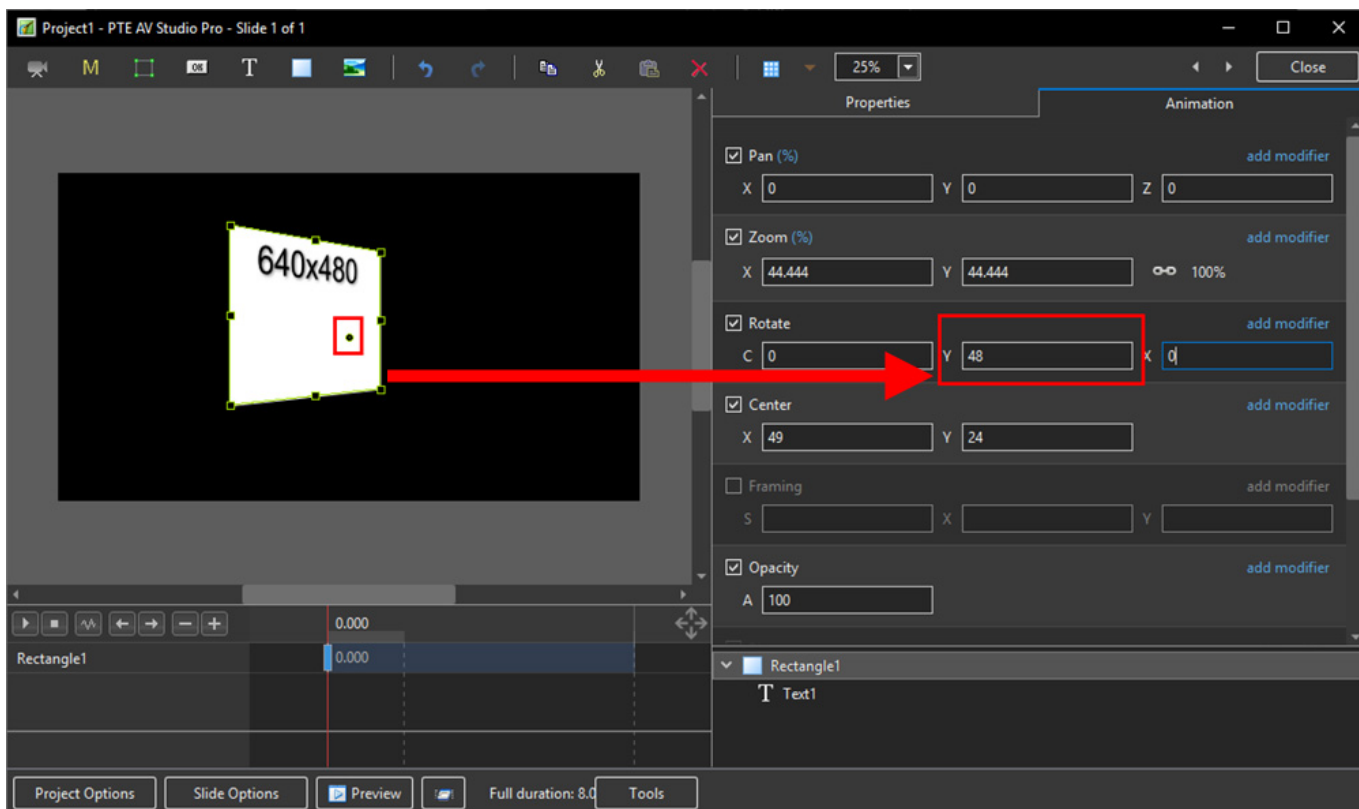 Project1 - PTE AV Studio Pro - Slide 1 of 1
M OK T 25% Close
Properties Animation
Pan (%) add modifier
X 0 Y 0 Z 0
Zoom (%) add modifier
X 44.444 Y 44.444 100%
Rotate add modifier
C 0 Y 48 X 0
Center add modifier
X 49 Y 24
Framing add modifier
S X Y
Opacity add modifier
A 100
640x480
0.000
Rectangle1 0.000
Rectangle1
T Text1
Project Options Slide Options Preview Full duration: 8.0 Tools